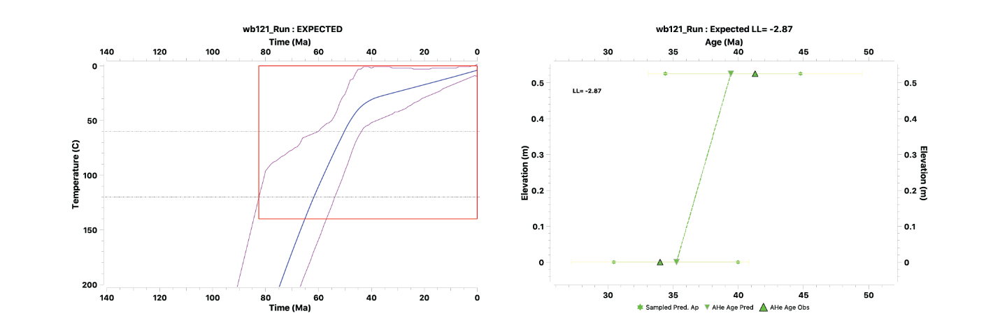 wb121_Run : EXPECTED
Time (Ma)
140 120 100 80 60 40 20 0
0
50
100
150
200
Temperature (C)
140 120 100 80 60 40 20 0
Time (Ma)
wb121_Run : Expected LL= -2.87
Age (Ma)
30 35 40 45 50
LL= -2.87
0.5 0.5
0.4 0.4
0.3 0.3
0.2 0.2
0.1 0.1
0 0
Elevation (m)
Elevation (m)
30 35 40 45 50
Sampled Pred. Ap AHe Age Pred AHe Age Obs